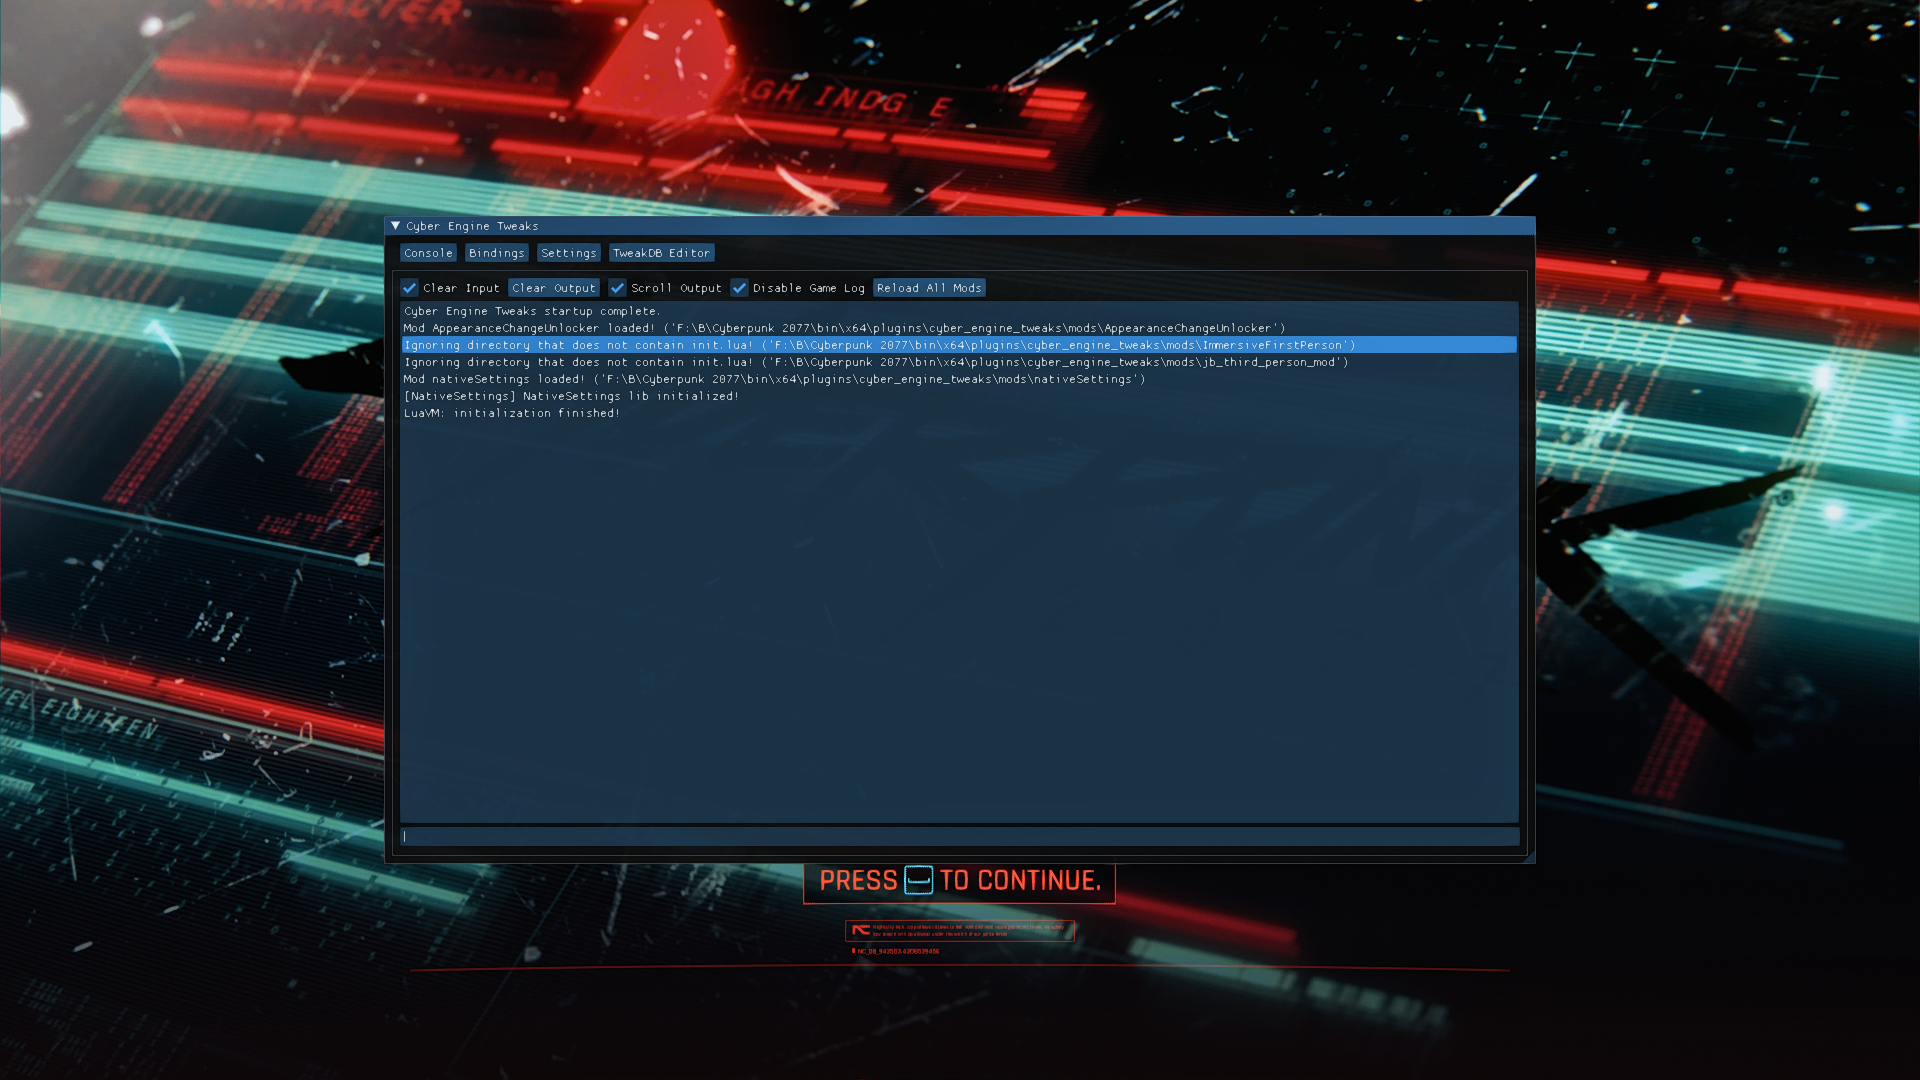 CHARACTER
AGH INDG E
Cyber Engine Tweaks
Console Bindings Settings TweakDB Editor
Clear Input Clear Output Scroll Output Disable Game Log Reload All Mods
Cyber Engine Tweaks startup complete.
Mod AppearanceChangeUnlocker loaded! ('F:\B\Cyberpunk 2077\bin\x64\plugins\cyber_engine_tweaks\mods\AppearanceChangeUnlocker')
Ignoring directory that does not contain init.lua! ('F:\B\Cyberpunk 2077\bin\x64\plugins\cyber_engine_tweaks\mods\ImmersiveFirstPerson')
Ignoring directory that does not contain init.lua! ('F:\B\Cyberpunk 2077\bin\x64\plugins\cyber_engine_tweaks\mods\jb_third_person_mod')
Mod nativeSettings loaded! ('F:\B\Cyberpunk 2077\bin\x64\plugins\cyber_engine_tweaks\mods\nativeSettings')
[NativeSettings] NativeSettings lib initialized!
LuaVM: initialization finished!
VEL EIGHTEEN
PRESS TO CONTINUE.